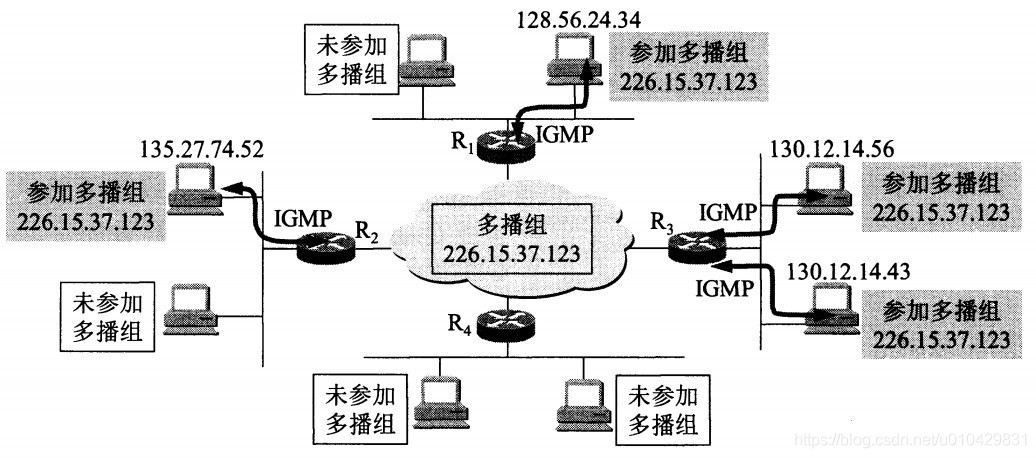 128.56.24.34
未参加
多播组
参加多播组
226.15.37.123
R1
IGMP
135.27.74.52
参加多播组
226.15.37.123
IGMP
R2
多播组
226.15.37.123
R3
IGMP
130.12.14.56
参加多播组
226.15.37.123
IGMP
130.12.14.43
参加多播组
226.15.37.123
未参加
多播组
R4
未参加
多播组
未参加
多播组
https://blog.csdn.net/u010429831